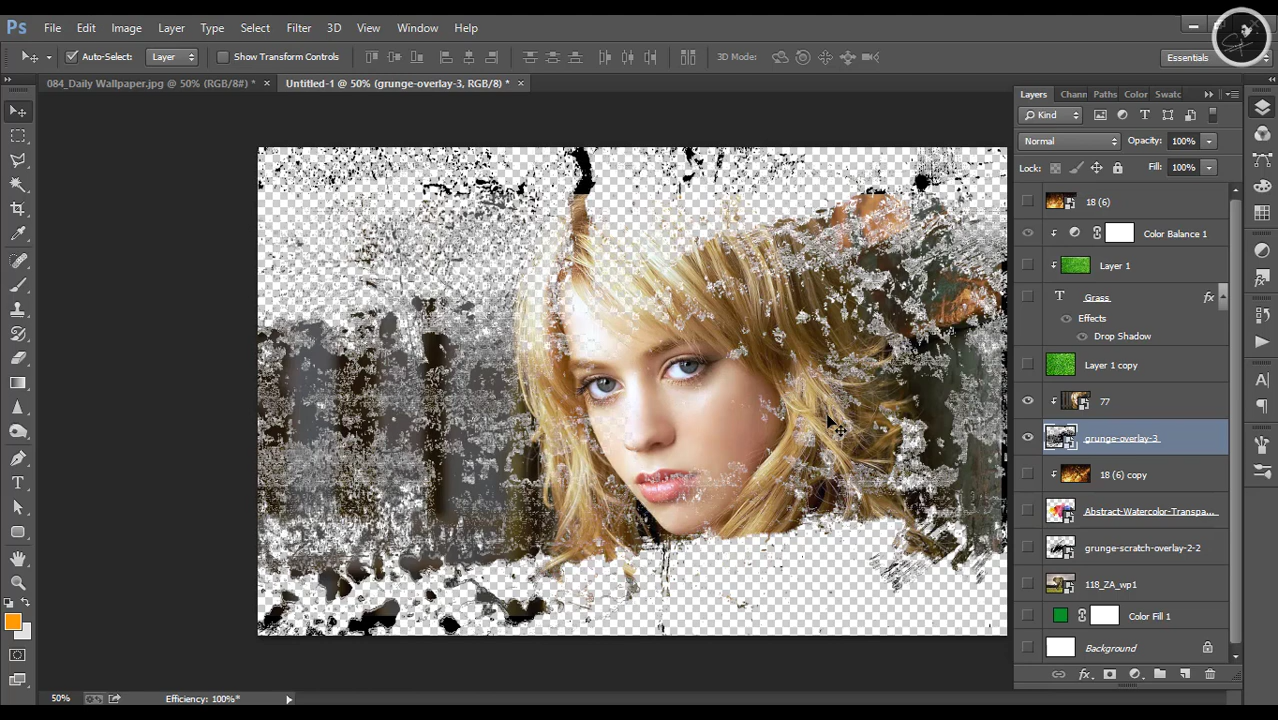 Ps File Edit Image Layer Type Select Filter 3D View Window Help
Auto-Select: Layer Show Transform Controls 3D Mode: Essentials
084_Daily Wallpaper.jpg @ 50% (RGB/8#) * × Untitled-1 @ 50% (grunge-overlay-3, RGB/8) * ×
Layers Chann Paths Color Swatc
Kind
Normal Opacity: 100%
Lock: Fill: 100%
18 (6)
Color Balance 1
Layer 1
T Grass fx
Effects
Drop Shadow
Layer 1 copy
77
grunge-overlay-3
18 (6) copy
Abstract-Watercolor-Transpa...
grunge-scratch-overlay-2-2
118_ZA_wp1
Color Fill 1
Background
50% Efficiency: 100%*